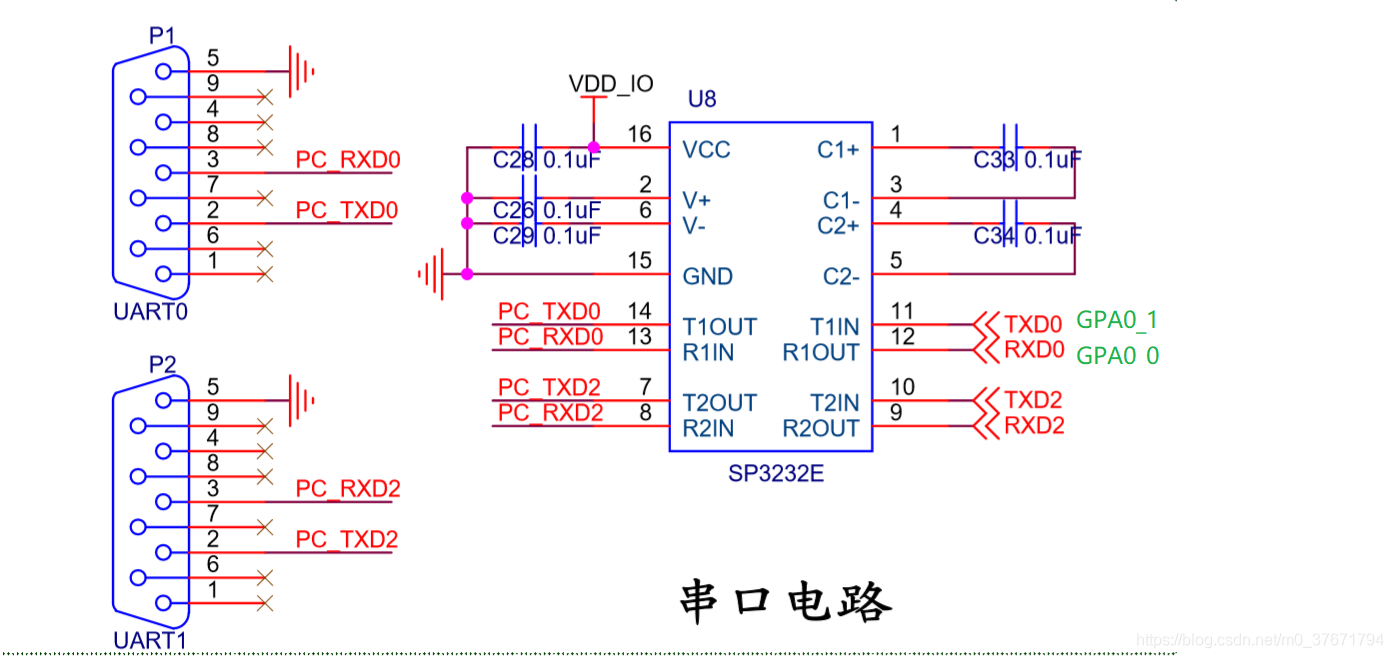 P1
5
9
4
8
3 PC_RXD0
7
2 PC_TXD0
6
1
UART0
P2
5
9
4
8
3 PC_RXD2
7
2 PC_TXD2
6
1
UART1
VDD_IO
U8
C28 0.1uF 16 VCC C1+ 1 C33 0.1uF
C26 0.1uF 2 V+ C1- 3
C29 0.1uF 6 V- C2+ 4 C34 0.1uF
15 GND C2- 5
PC_TXD0 14 T1OUT T1IN 11 TXD0 GPA0_1
PC_RXD0 13 R1IN R1OUT 12 RXD0 GPA0 0
PC_TXD2 7 T2OUT T2IN 10 TXD2
PC_RXD2 8 R2IN R2OUT 9 RXD2
SP3232E
串口电路
https://blog.csdn.net/m0_37671794